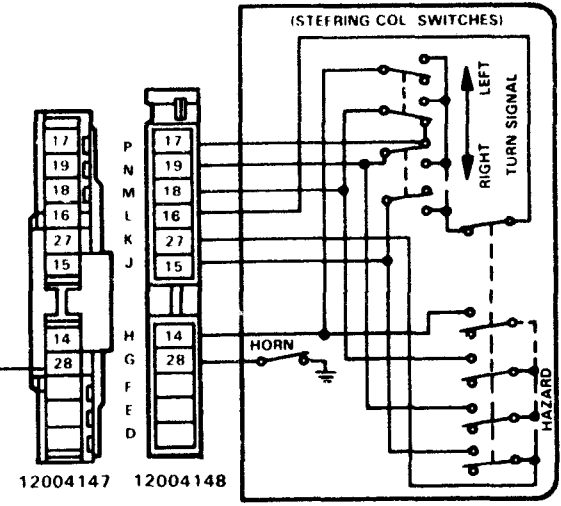 (STEERING COL SWITCHES)
LEFT
RIGHT
TURN SIGNAL
17 P 17
19 N 19
18 M 18
16 L 16
27 K 27
15 J 15
14 H 14
28 G 28
F
E
D
HORN
HAZARD
12004147 12004148